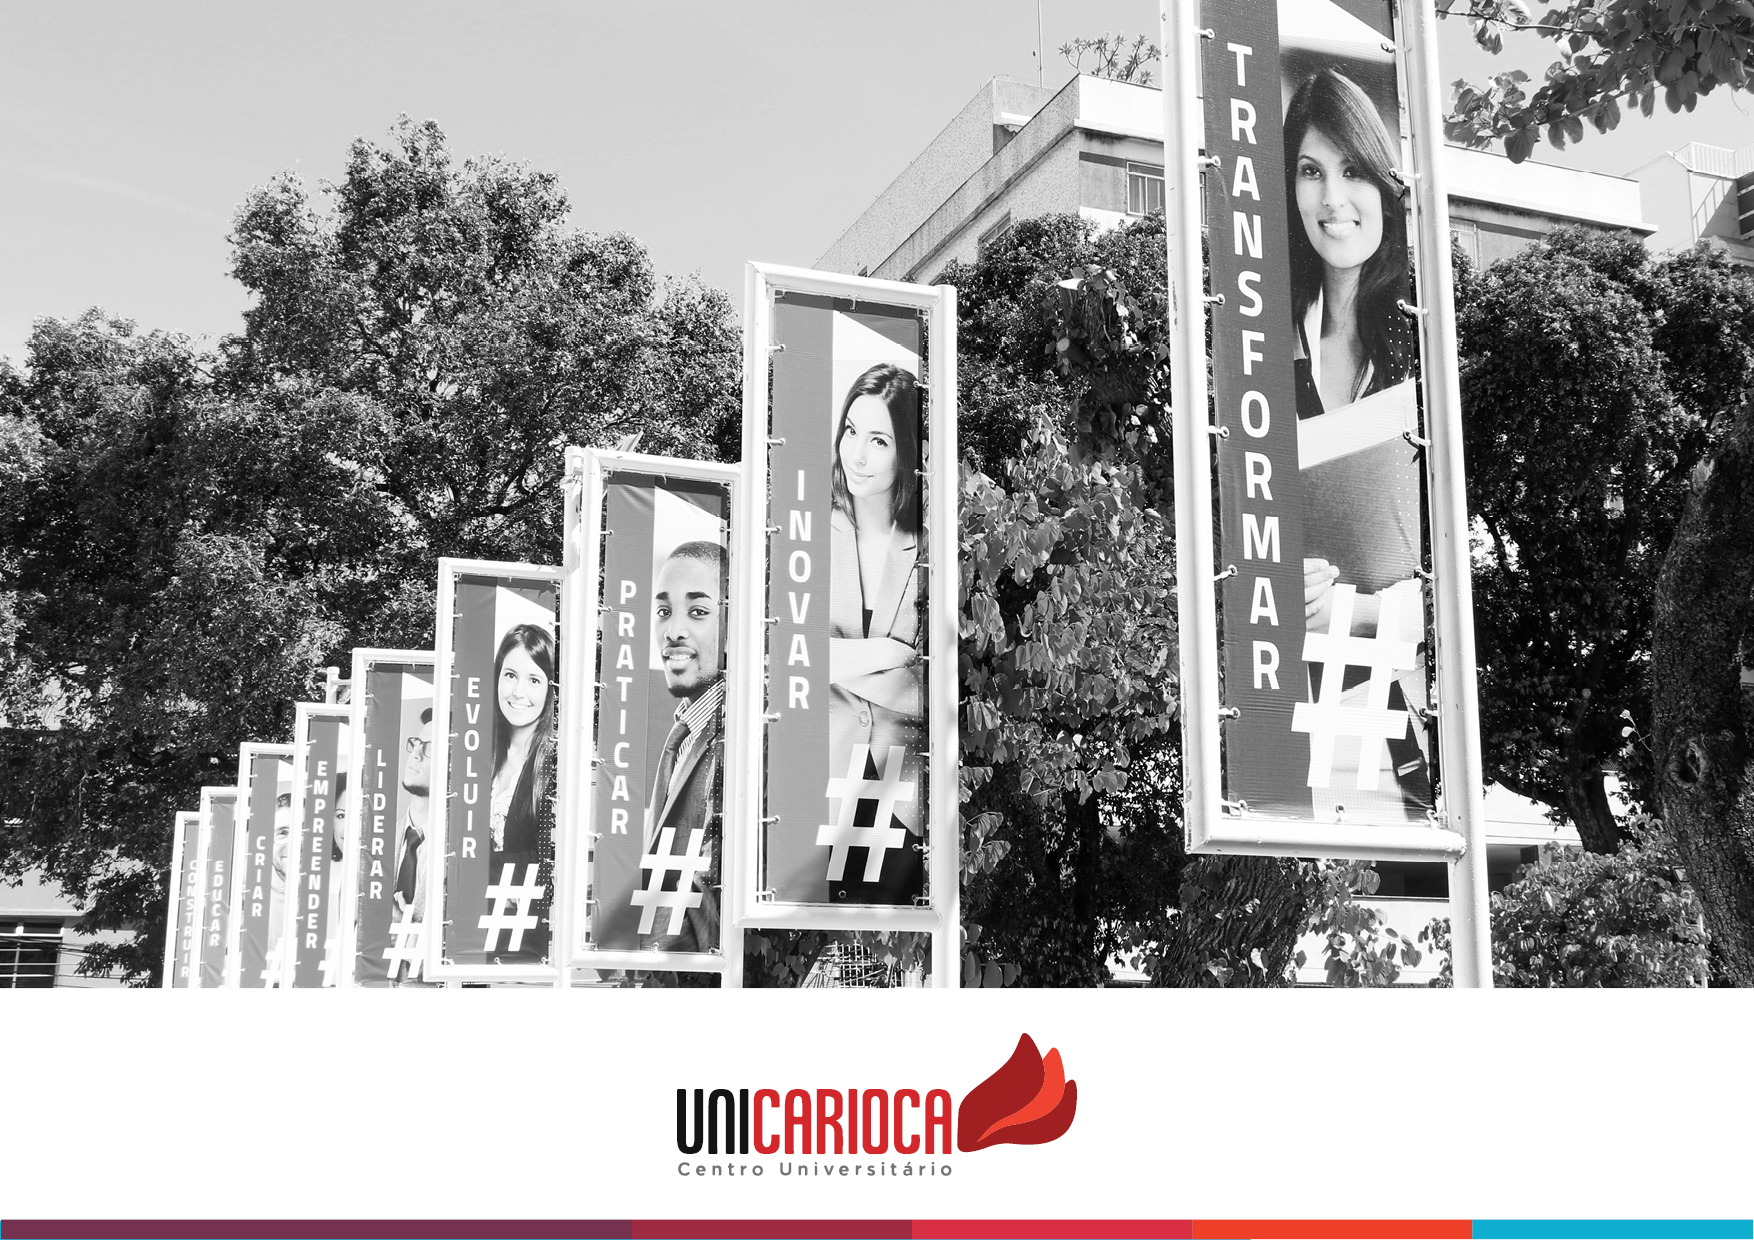 #CONSTRUIR
#EDUCAR
#CRIAR
#EMPREENDER
#LIDERAR
#EVOLUIR
#PRATICAR
#INOVAR
#TRANSFORMAR
UNICARIOCA
Centro Universitário